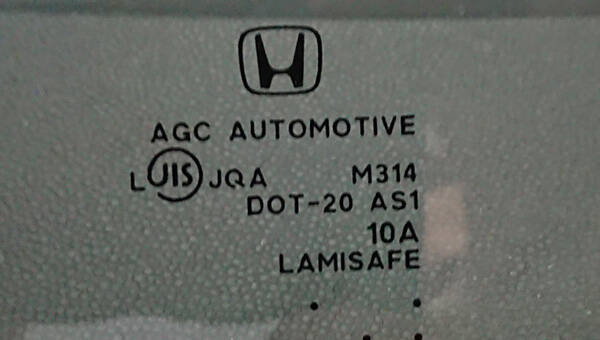 AGC AUTOMOTIVE
L JIS JQA M314
DOT-20 AS1
10A
LAMISAFE